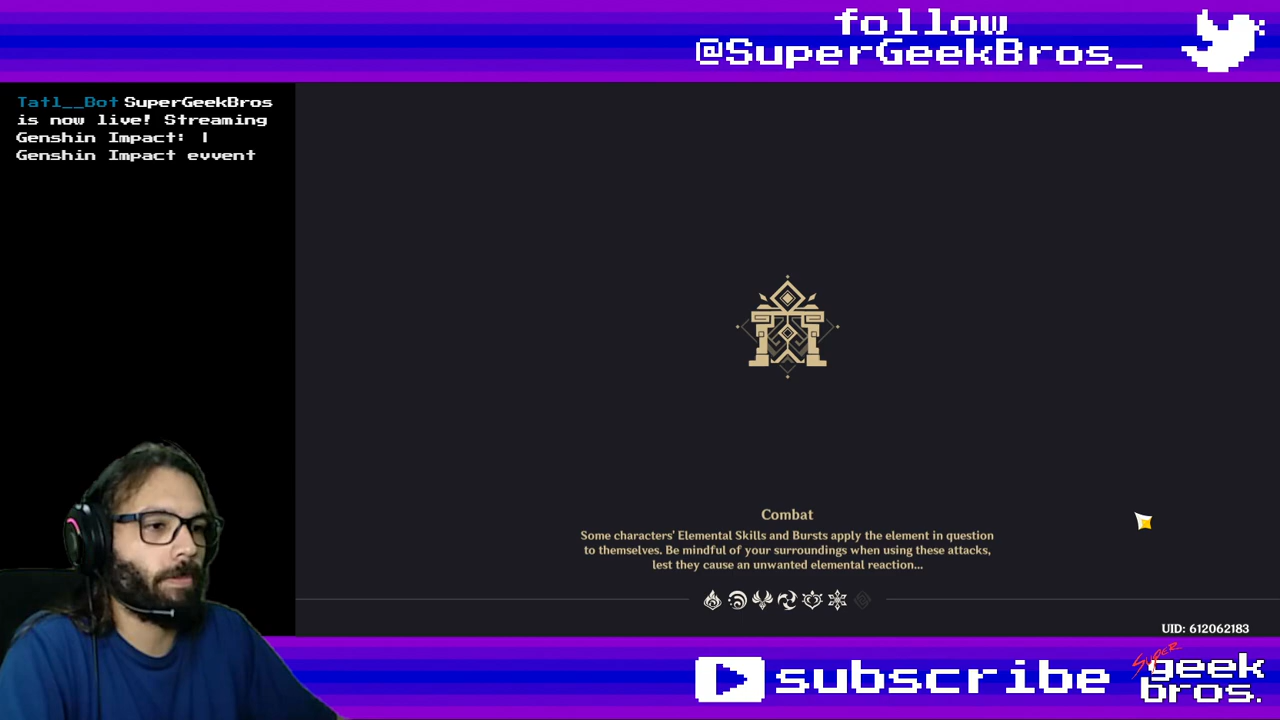 follow
@SuperGeekBros_
Tatl__Bot SuperGeekBros
is now live! Streaming
Genshin Impact: |
Genshin Impact evvent
Combat
Some characters' Elemental Skills and Bursts apply the element in question
to themselves. Be mindful of your surroundings when using these attacks,
lest they cause an unwanted elemental reaction...
UID: 612062183
subscribe
super
geek
bros.